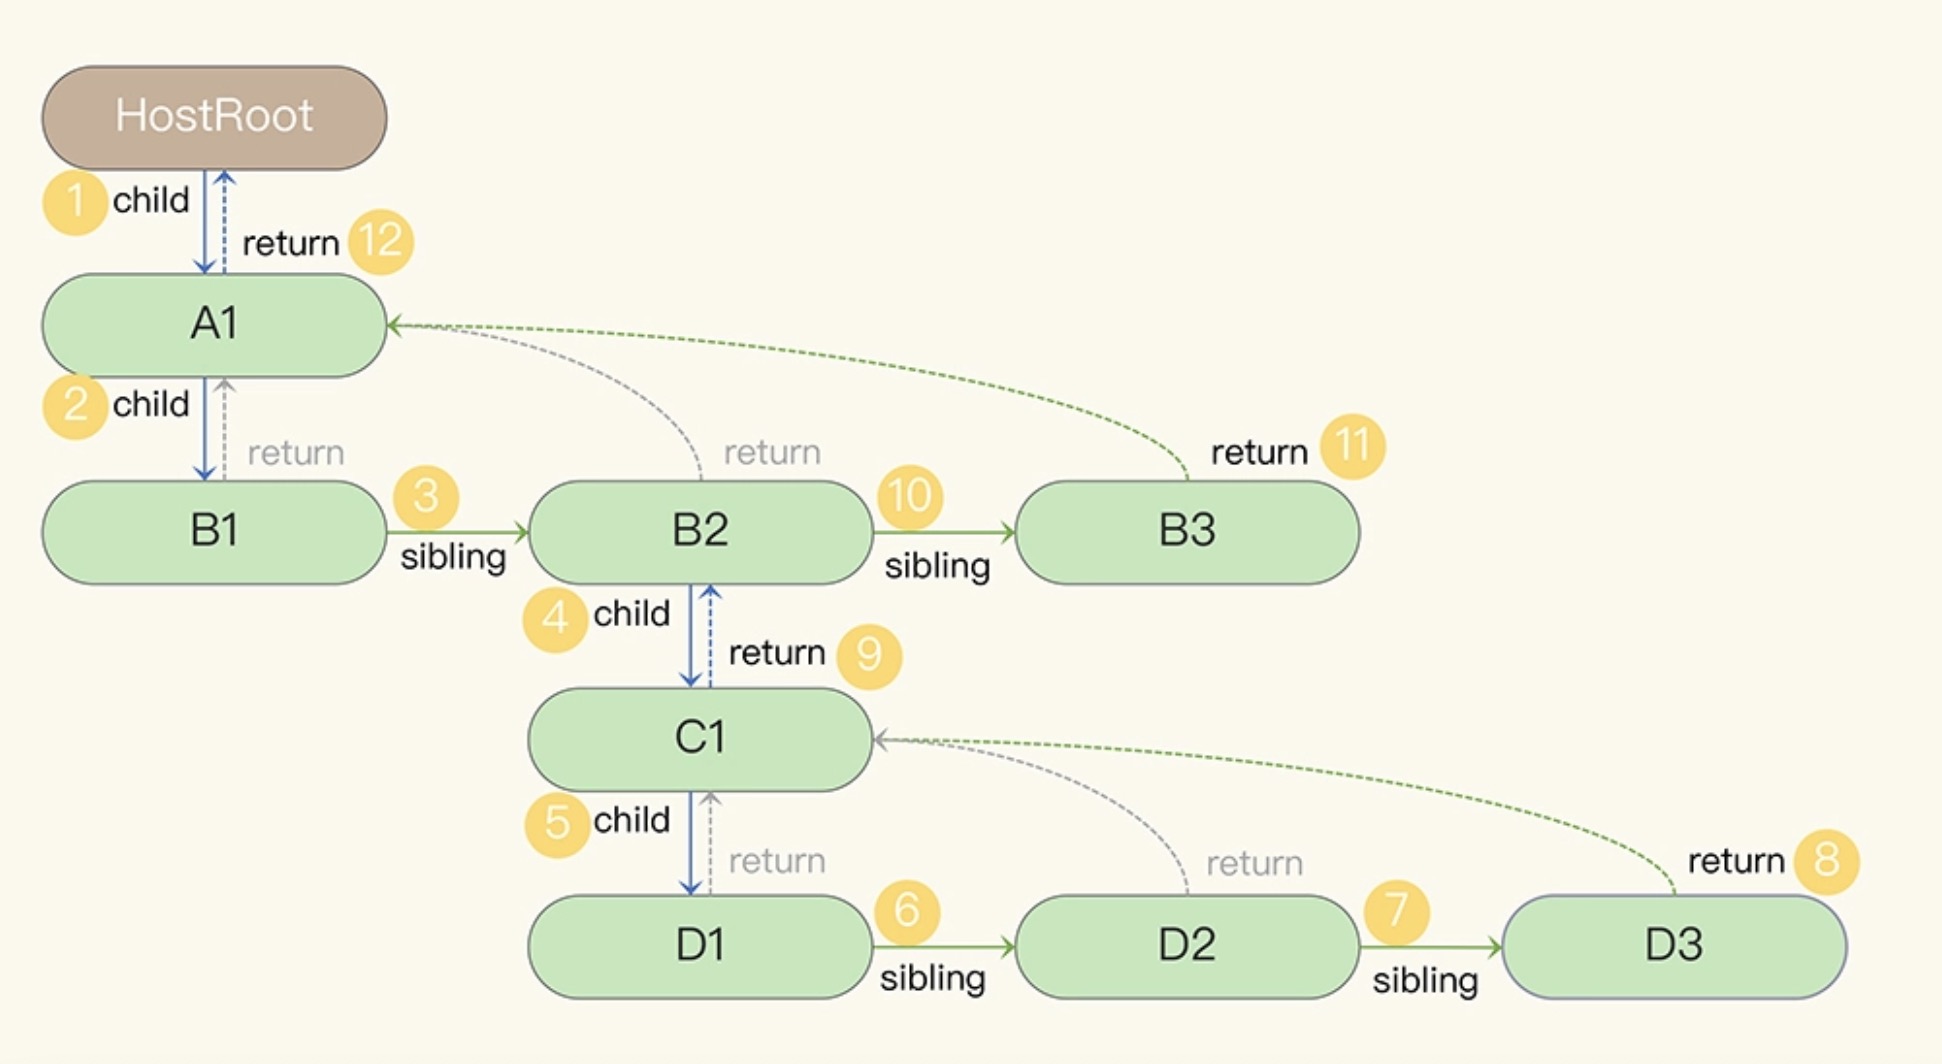 HostRoot
1 child
return 12
A1
2 child
return
return
return 11
B1
3
sibling
B2
10
sibling
B3
4 child
return 9
C1
5 child
return
return
return 8
D1
6
sibling
D2
7
sibling
D3